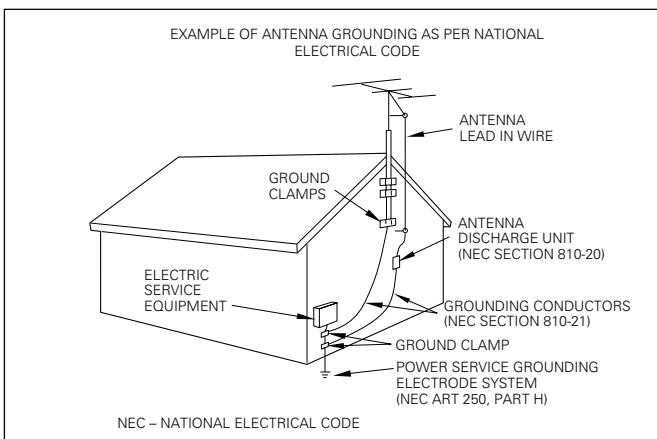 EXAMPLE OF ANTENNA GROUNDING AS PER NATIONAL
ELECTRICAL CODE
ANTENNA
LEAD IN WIRE
GROUND
CLAMPS
ANTENNA
DISCHARGE UNIT
(NEC SECTION 810-20)
ELECTRIC
SERVICE
EQUIPMENT
GROUNDING CONDUCTORS
(NEC SECTION 810-21)
GROUND CLAMP
POWER SERVICE GROUNDING
ELECTRODE SYSTEM
(NEC ART 250, PART H)
NEC – NATIONAL ELECTRICAL CODE